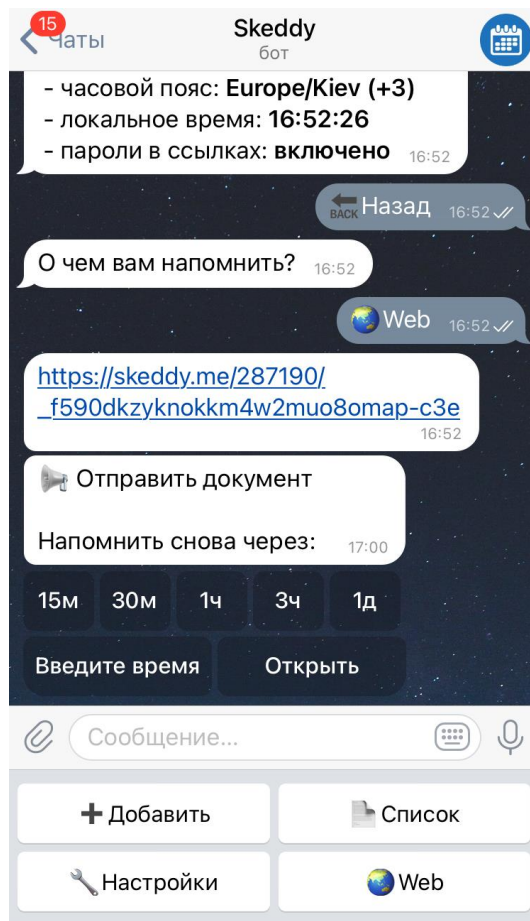 15
Чаты
Skeddy
бот
- часовой пояс: Europe/Kiev (+3)
- локальное время: 16:52:26
- пароли в ссылках: включено 16:52
BACK Назад 16:52
О чем вам напомнить? 16:52
Web 16:52
https://skeddy.me/287190/
_f590dkzyknokkm4w2muo8omap-c3e
16:52
Отправить документ
Напомнить снова через: 17:00
15м 30м 1ч 3ч 1д
Введите время Открыть
Сообщение...
Добавить Список
Настройки Web